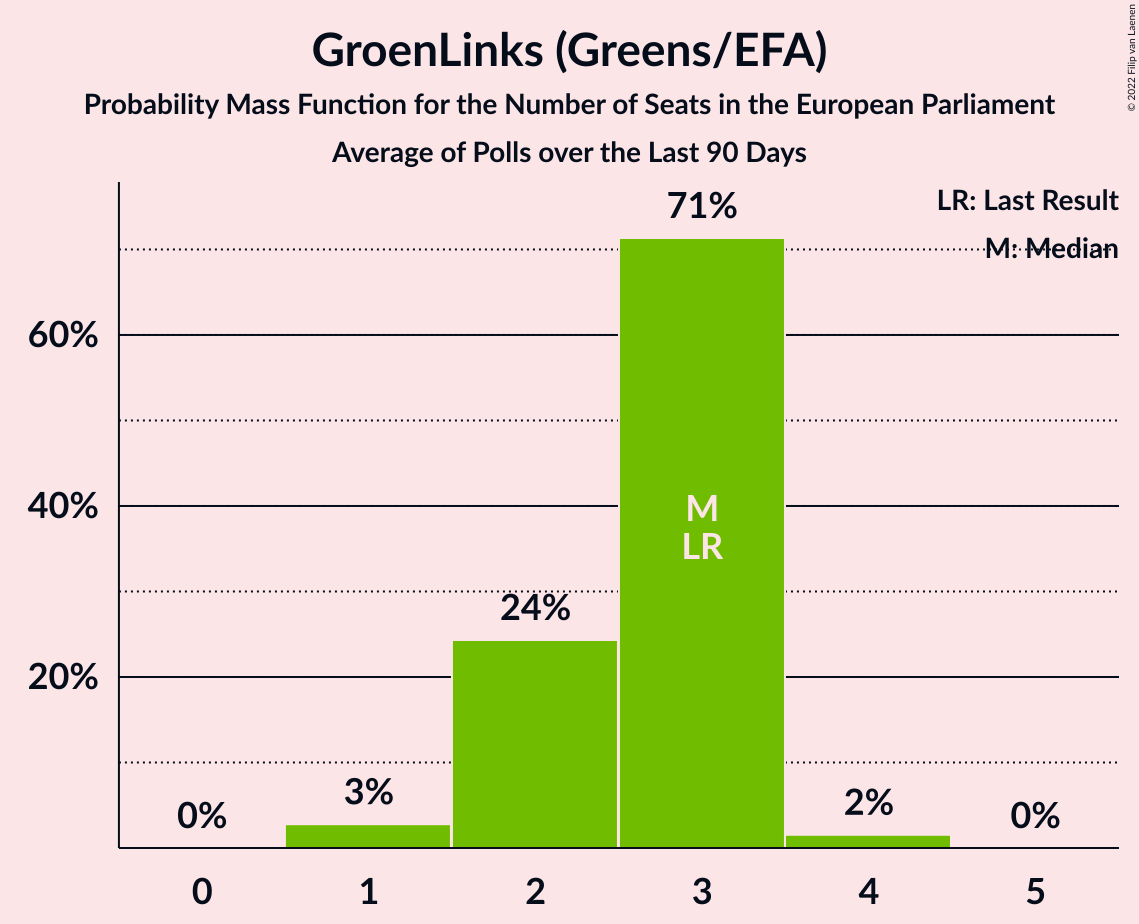 GroenLinks (Greens/EFA)
Probability Mass Function for the Number of Seats in the European Parliament
Average of Polls over the Last 90 Days
© 2022 Filip van Laenen
LR: Last Result
M: Median
71%
60%
40%
M
LR
24%
20%
3%
2%
0%
0%
0 1 2 3 4 5